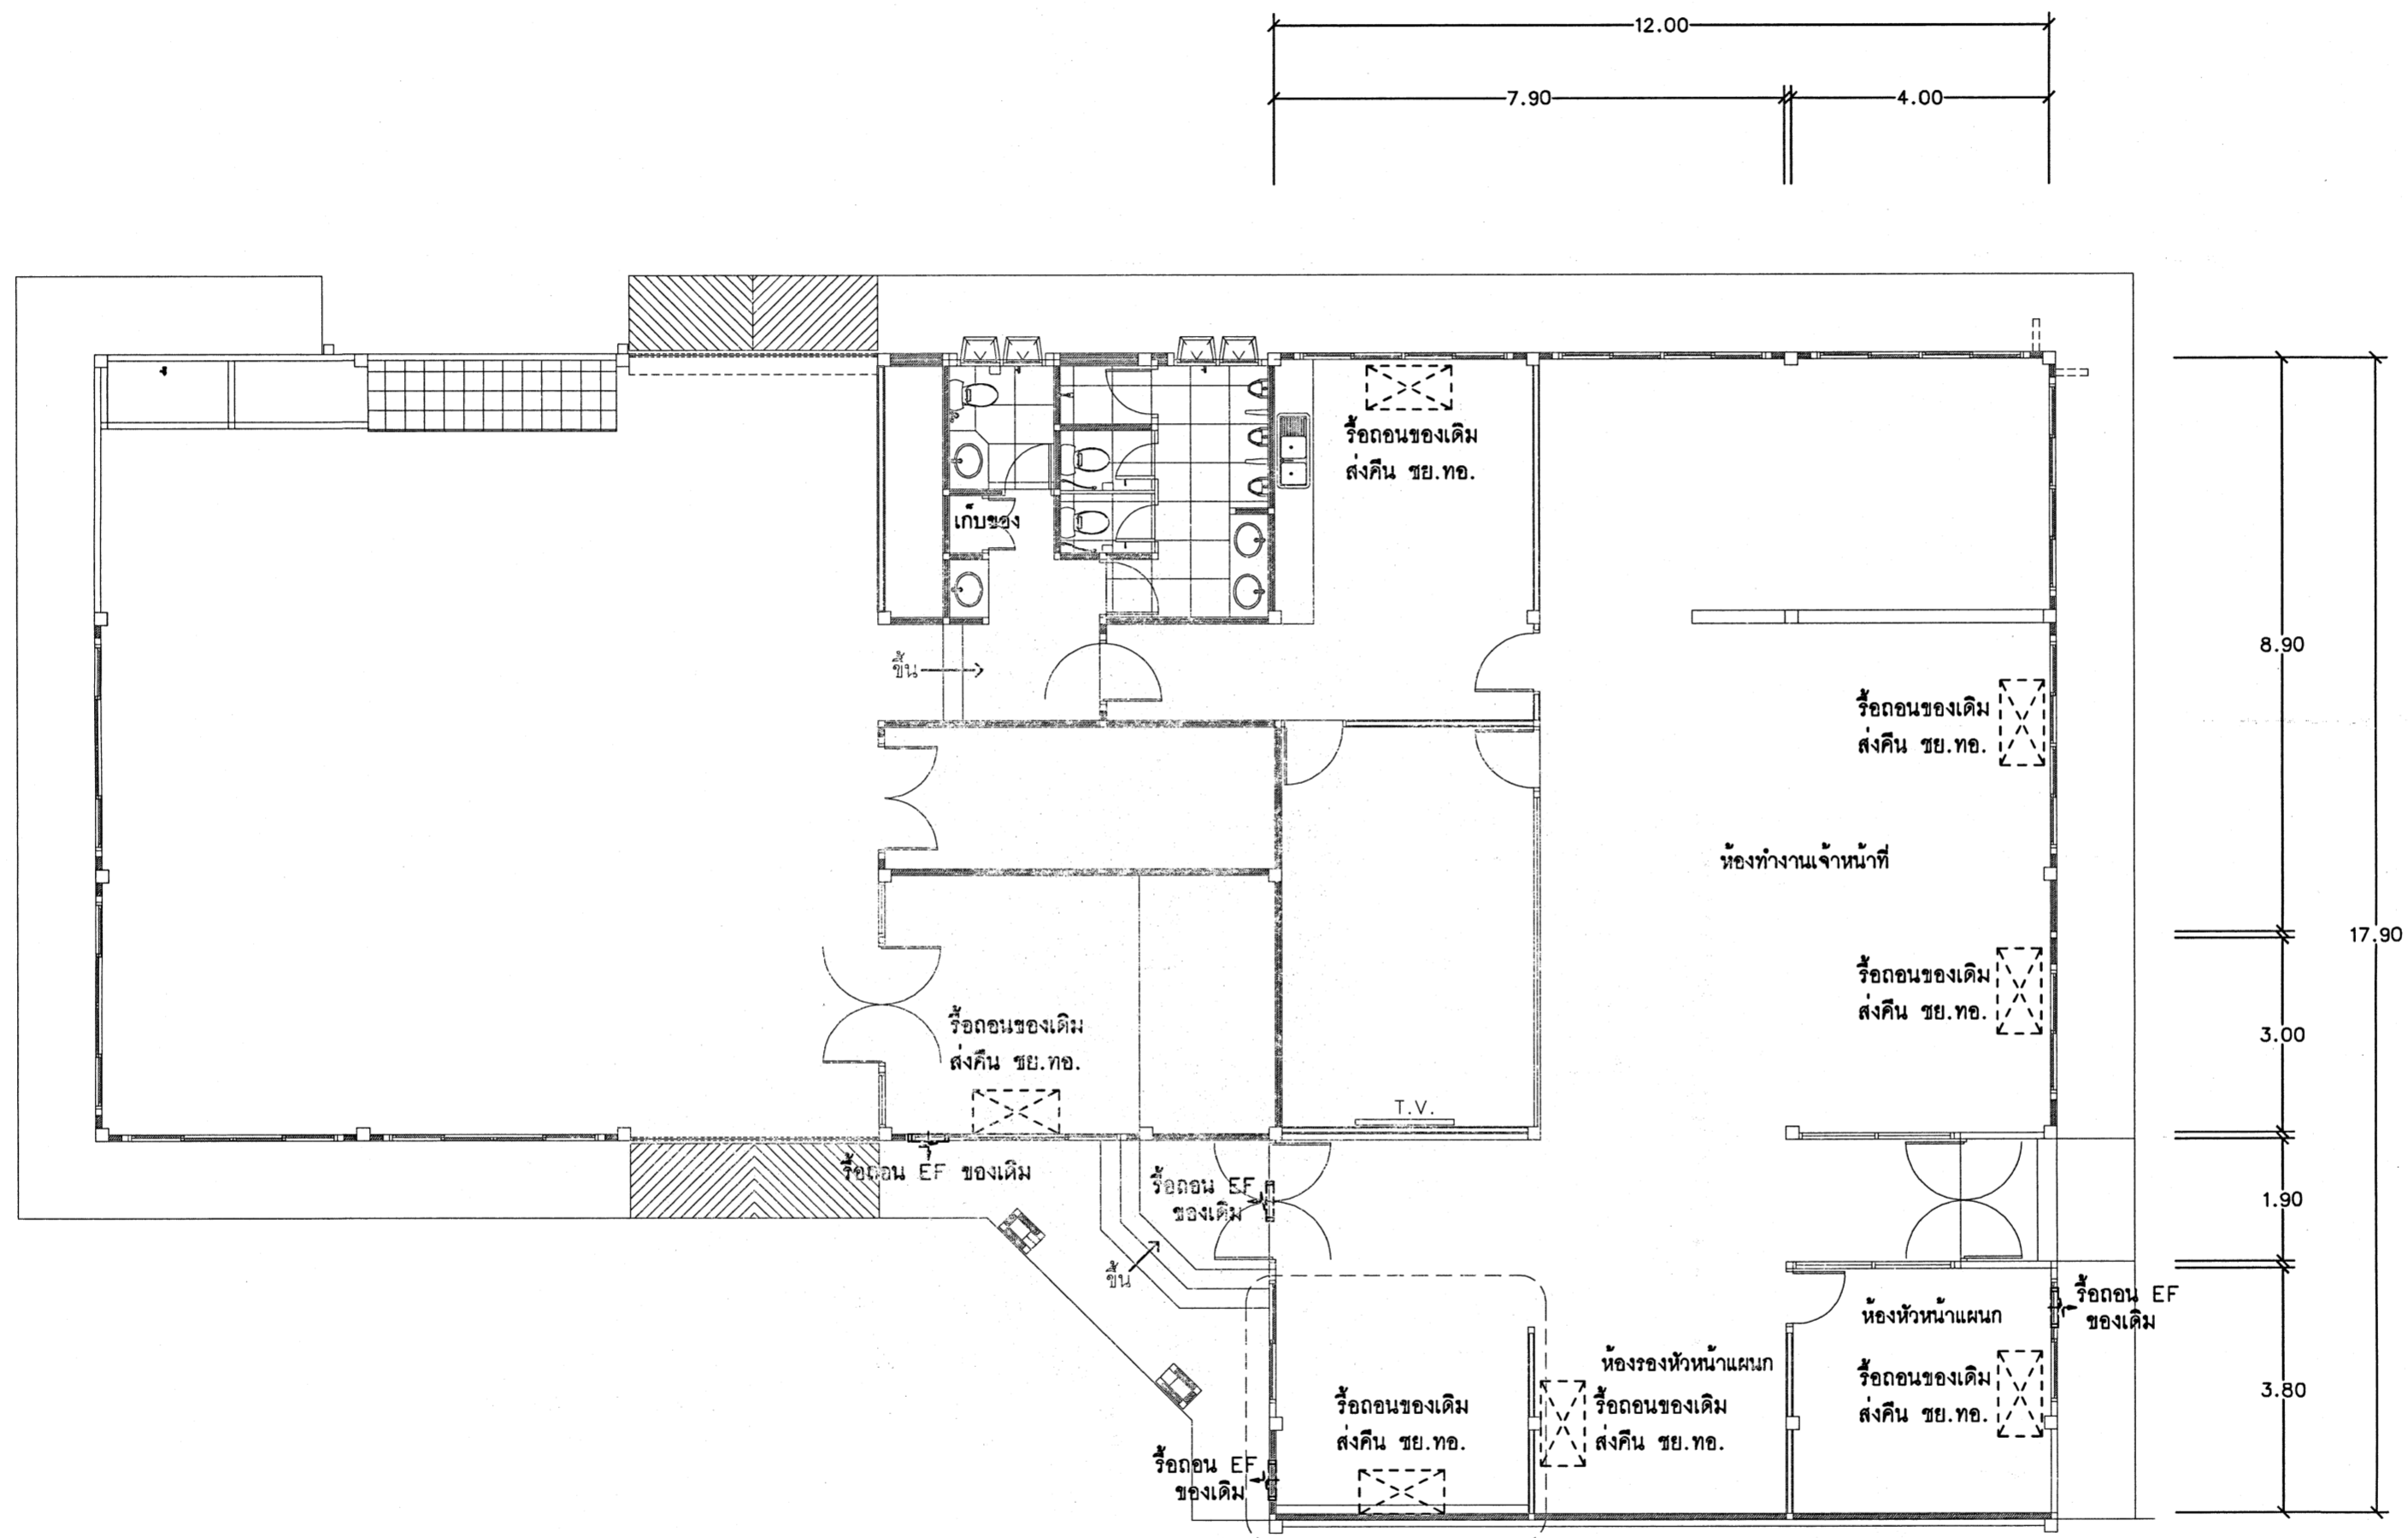 12.00
7.90
4.00
รื้อถอนของเดิม
ส่งคืน ชย.ทอ.
เก็บของ
ขึ้น
8.90
รื้อถอนของเดิม
ส่งคืน ชย.ทอ.
ห้องทำงานเจ้าหน้าที่
17.90
รื้อถอนของเดิม
ส่งคืน ชย.ทอ.
รื้อถอนของเดิม
ส่งคืน ชย.ทอ.
3.00
T.V.
รื้อถอน EF ของเดิม
รื้อถอน EF
ของเดิม
1.90
ขึ้น
รื้อถอน EF
ของเดิม
ห้องหัวหน้าแผนก
ห้องรองหัวหน้าแผนก
รื้อถอนของเดิม
ส่งคืน ชย.ทอ.
รื้อถอนของเดิม
ส่งคืน ชย.ทอ.
รื้อถอนของเดิม
ส่งคืน ชย.ทอ.
3.80
รื้อถอน EF
ของเดิม